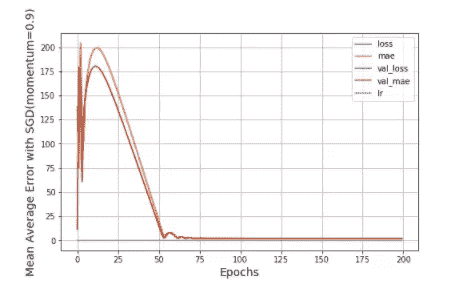 Mean Average Error with SGD(momentum=0.9)
200
175
150
125
100
75
50
25
0
0 25 50 75 100 125 150 175 200
Epochs
loss
mae
val_loss
val_mae
lr